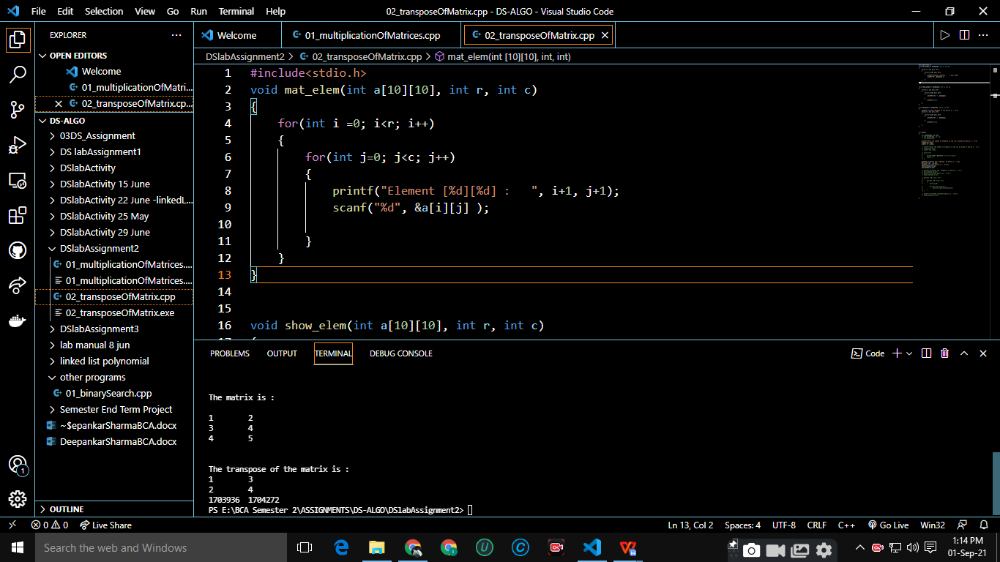 File Edit Selection View Go Run Terminal Help 02_transposeOfMatrix.cpp - DS-ALGO - Visual Studio Code
EXPLORER
OPEN EDITORS
Welcome
01_multiplicationOfMatri...
02_transposeOfMatrix.cp...
DS-ALGO
03DS_Assignment
DS labAssignment1
DSlabActivity
DSlabActivity 15 June
DSlabActivity 22 June -linkedL...
DSlabActivity 25 May
DSlabActivity 29 June
DSlabAssignment2
01_multiplicationOfMatrices....
01_multiplicationOfMatrices....
02_transposeOfMatrix.cpp
02_transposeOfMatrix.exe
DSlabAssignment3
lab manual 8 jun
linked list polynomial
other programs
01_binarySearch.cpp
Semester End Term Project
~$epankarSharmaBCA.docx
DeepankarSharmaBCA.docx
OUTLINE
Welcome 01_multiplicationOfMatrices.cpp 02_transposeOfMatrix.cpp
DSlabAssignment2 > 02_transposeOfMatrix.cpp > mat_elem(int [10][10], int, int)
1 #include<stdio.h>
2 void mat_elem(int a[10][10], int r, int c)
3 {
4 for(int i =0; i<r; i++)
5 {
6 for(int j=0; j<c; j++)
7 {
8 printf("Element [%d][%d] :   ", i+1, j+1);
9 scanf("%d", &a[i][j] );
10
11 }
12 }
13 }
14
15
16 void show_elem(int a[10][10], int r, int c)
PROBLEMS OUTPUT TERMINAL DEBUG CONSOLE Code
The matrix is :
1 2
3 4
4 5
The transpose of the matrix is :
1 3
2 4
1703936 1704272
PS E:\BCA Semester 2\ASSIGNMENTS\DS-ALGO\DSlabAssignment2>
1
0 0 Live Share Ln 13, Col 2 Spaces: 4 UTF-8 CRLF C++ Go Live Win32
Search the web and Windows
1:14 PM
01-Sep-21